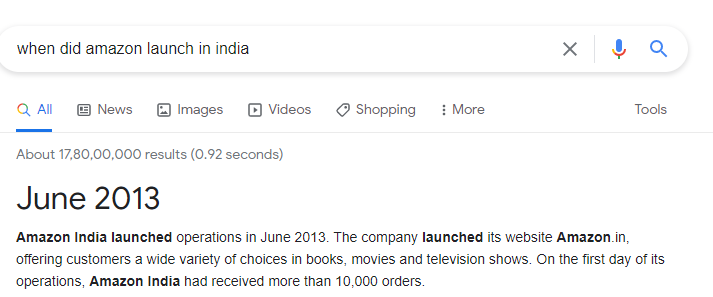 when did amazon launch in india
All News Images Videos Shopping More Tools
About 17,80,00,000 results (0.92 seconds)
June 2013
Amazon India launched operations in June 2013. The company launched its website Amazon.in,
offering customers a wide variety of choices in books, movies and television shows. On the first day of its
operations, Amazon India had received more than 10,000 orders.